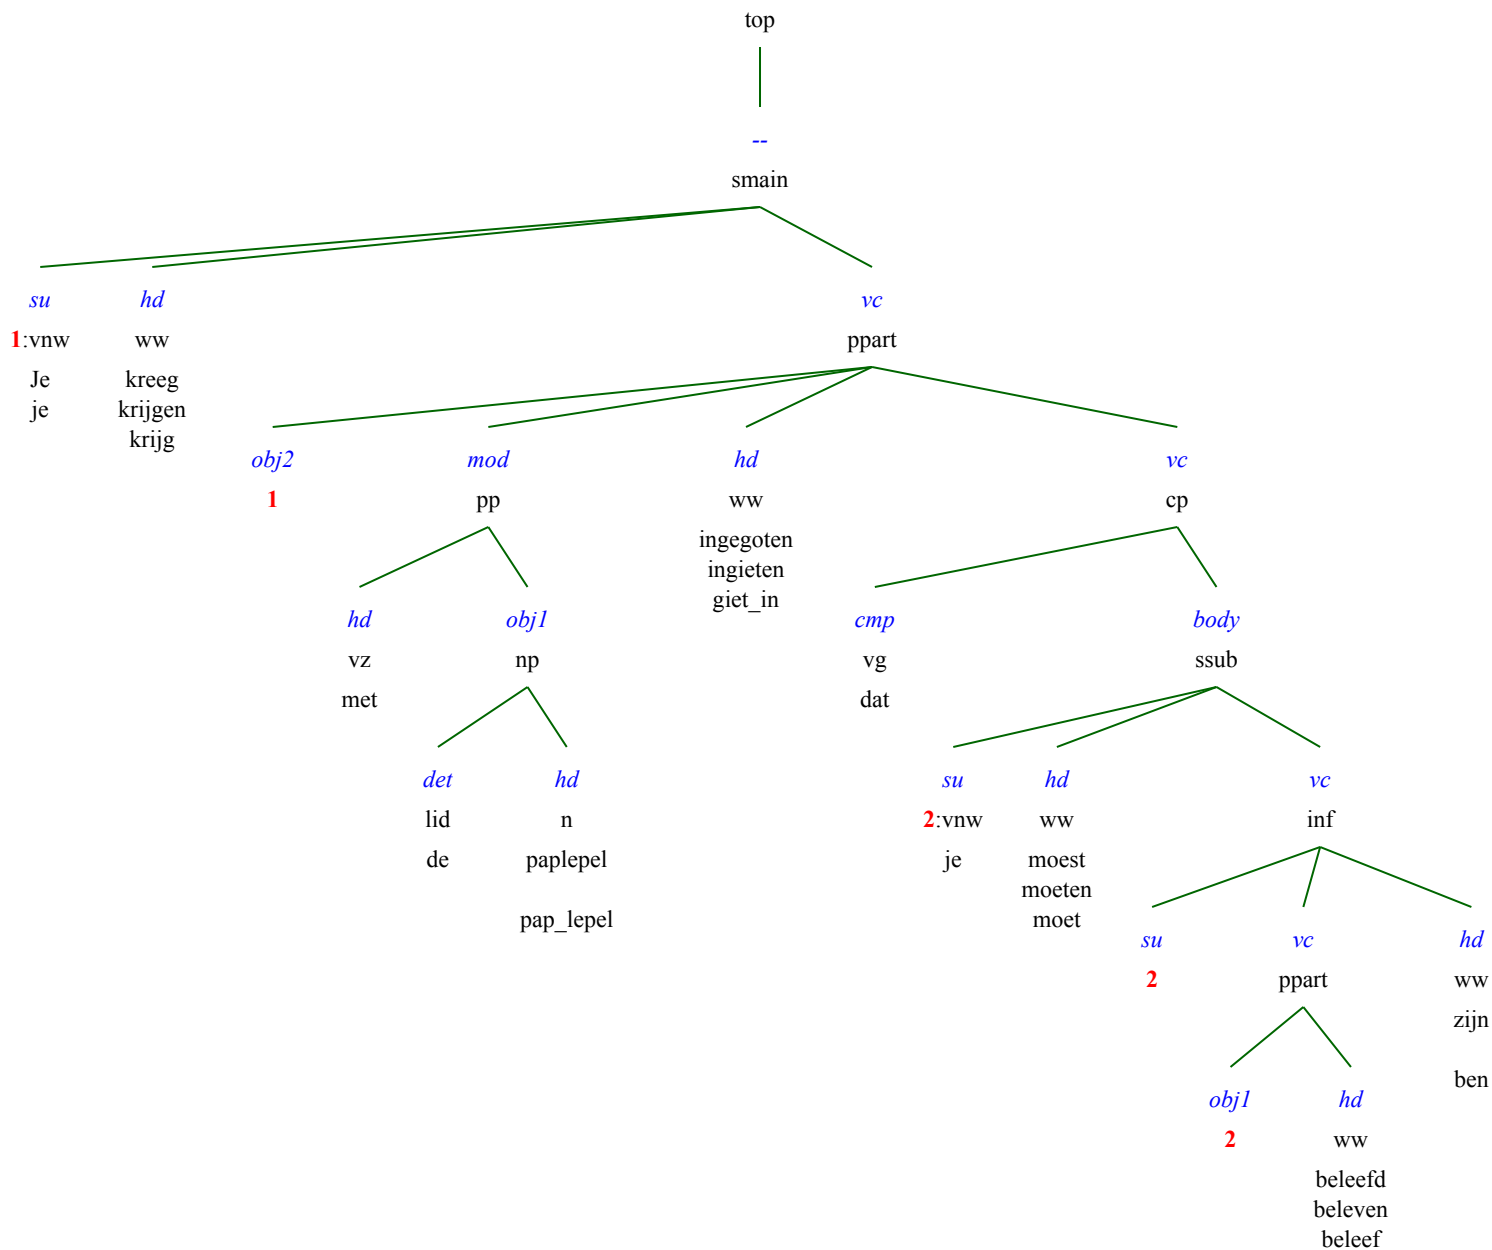 top
--
smain
su hd vc
1:vnw ww ppart
Je kreeg
je krijgen
krijg
obj2 mod hd vc
1 pp ww cp
ingegoten
ingieten
giet_in
hd obj1 cmp body
vz np vg ssub
met dat
det hd su hd vc
lid n 2:vnw ww inf
de paplepel je moest
moeten
pap_lepel moet
su vc hd
2 ppart ww
zijn
ben
obj1 hd
2 ww
beleefd
beleven
beleef